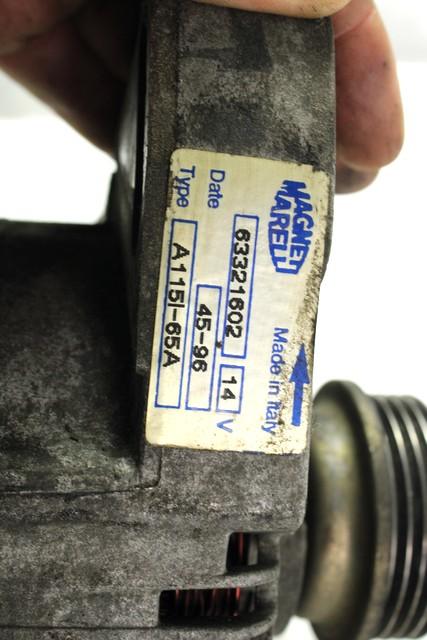 MAGNETI
MARELLI
Made in Italy
63321602 14 V
Date 45-96
Type A115I-65A